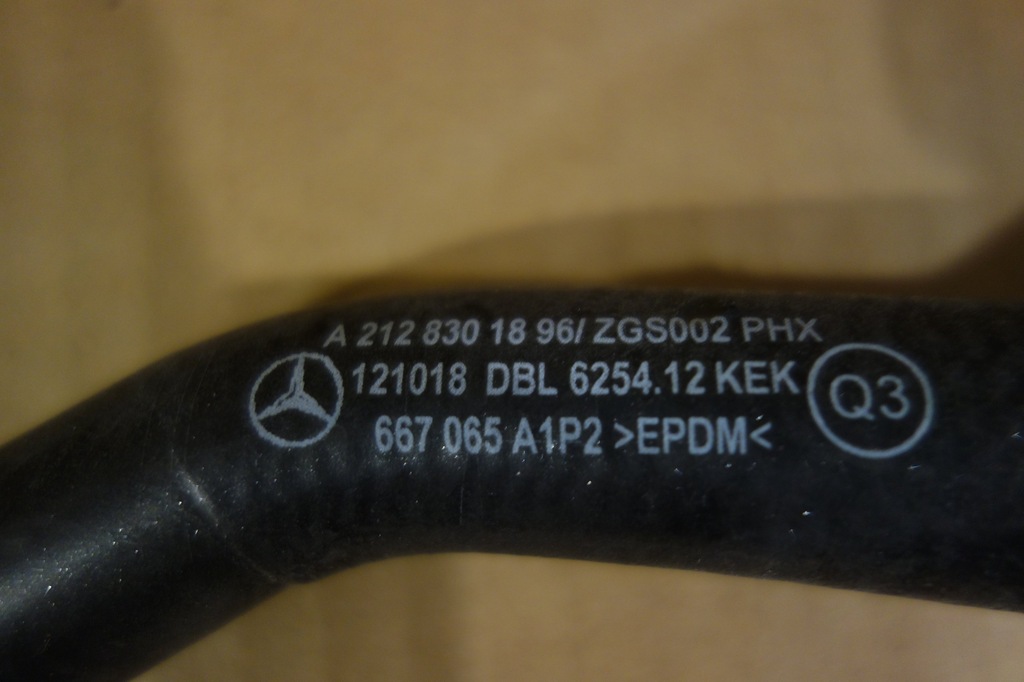 A 212 830 18 96/ ZGS002 PHX
121018 DBL 6254.12 KEK
667 065 A1P2 >EPDM<
Q3